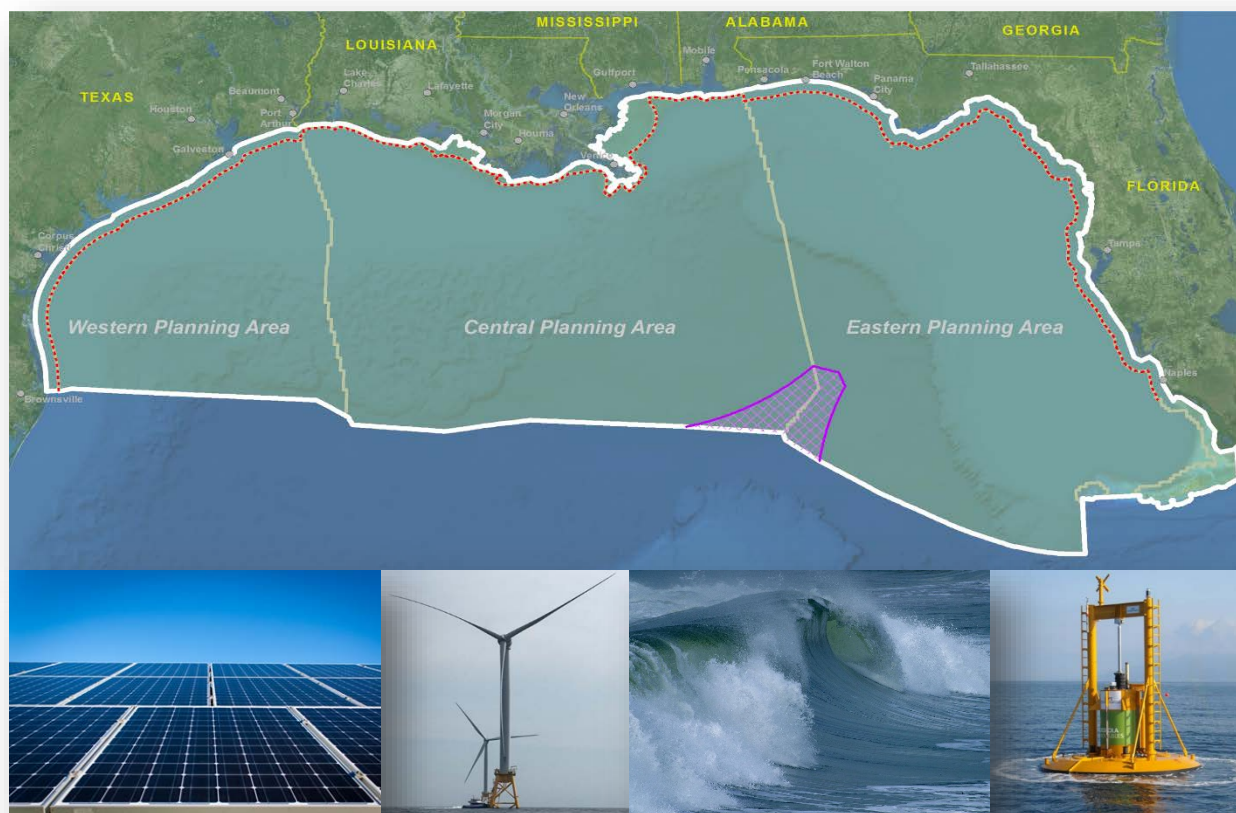 MISSISSIPPI
ALABAMA
GEORGIA
LOUISIANA
Mobile
Tallahassee
Gulfport
Pensacola
Fort Walton
Beach
Panama
City
Lake
Charles
Lafayette
New
Orleans
TEXAS
Beaumont
Houston
Port
Arthur
Morgan
City
Houma
Galveston
Venice
FLORIDA
Tampa
Corpus
Christi
Western Planning Area
Central Planning Area
Eastern Planning Area
Naples
Brownsville